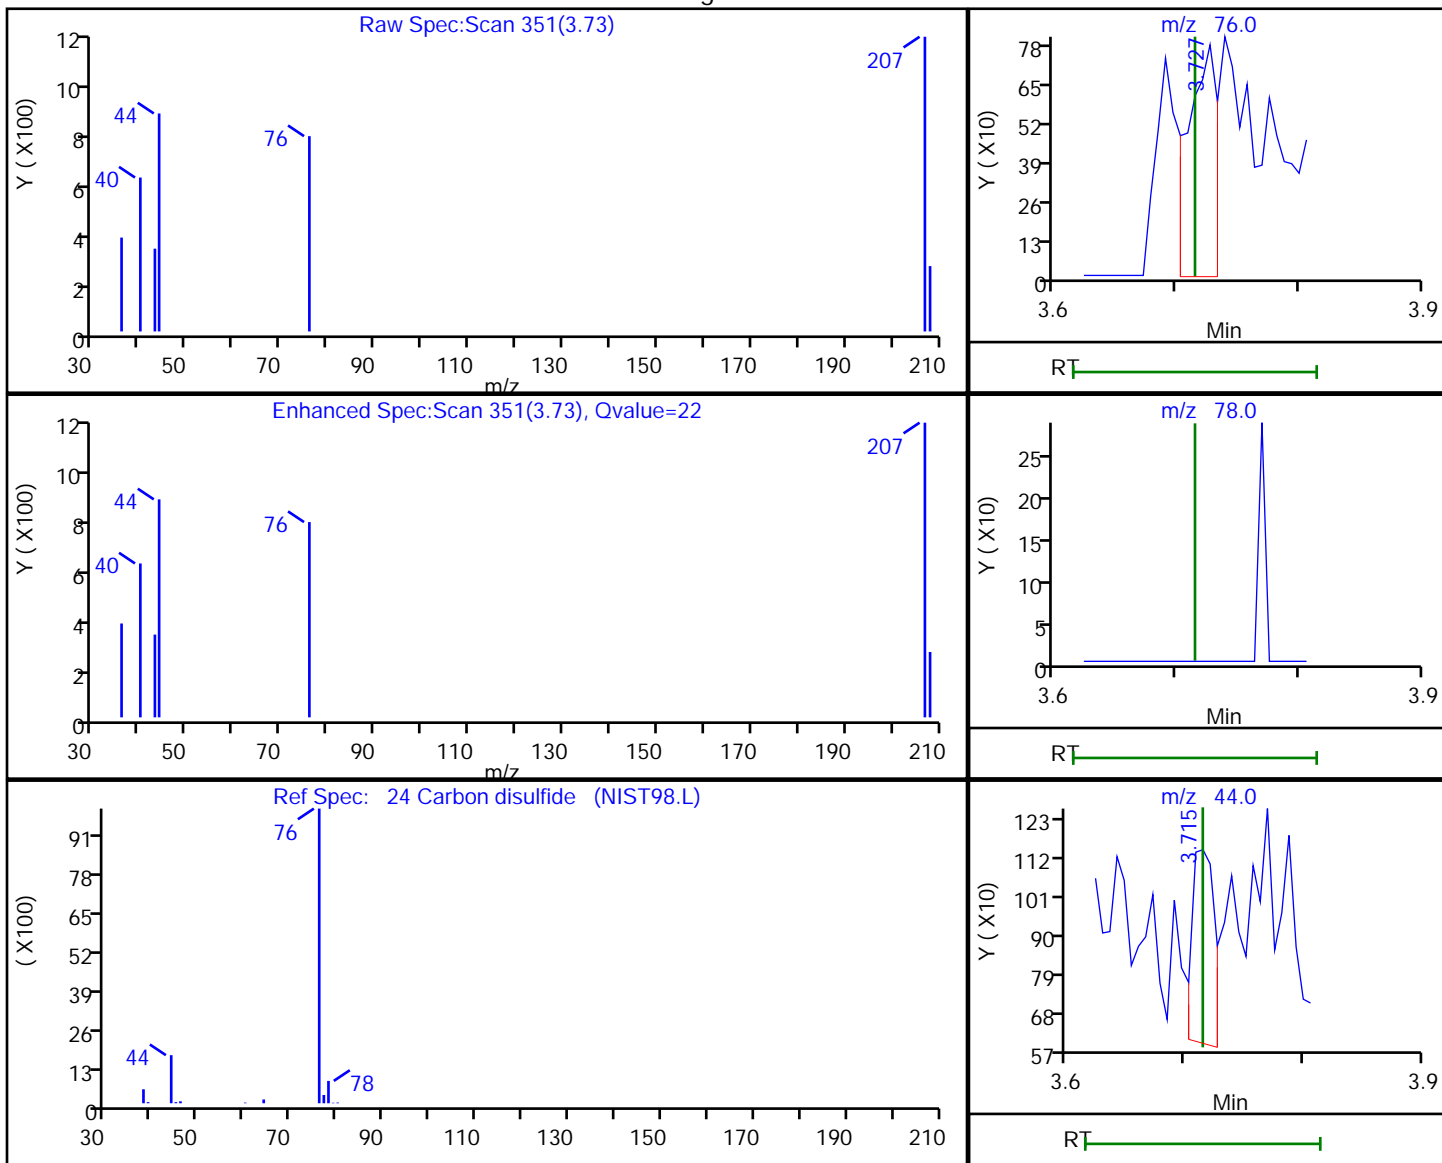 Raw Spec:Scan 351(3.73)
Y ( X100)
12
10
8
6
4
2
0
207
44
76
40
30 50 70 90 110 130 150 170 190 210
m/z
m/z 76.0
Y ( X10)
78
65
52
39
26
13
0
3.727
3.6 3.9
Min
RT
Enhanced Spec:Scan 351(3.73), Qvalue=22
Y ( X100)
12
10
8
6
4
2
0
207
44
76
40
30 50 70 90 110 130 150 170 190 210
m/z
m/z 78.0
Y ( X10)
25
20
15
10
5
0
3.6 3.9
Min
RT
Ref Spec: 24 Carbon disulfide (NIST98.L)
( X100)
91
78
65
52
39
26
13
0
76
44
78
30 50 70 90 110 130 150 170 190 210
m/z 44.0
Y ( X10)
123
112
101
90
79
68
57
3.715
3.6 3.9
Min
RT